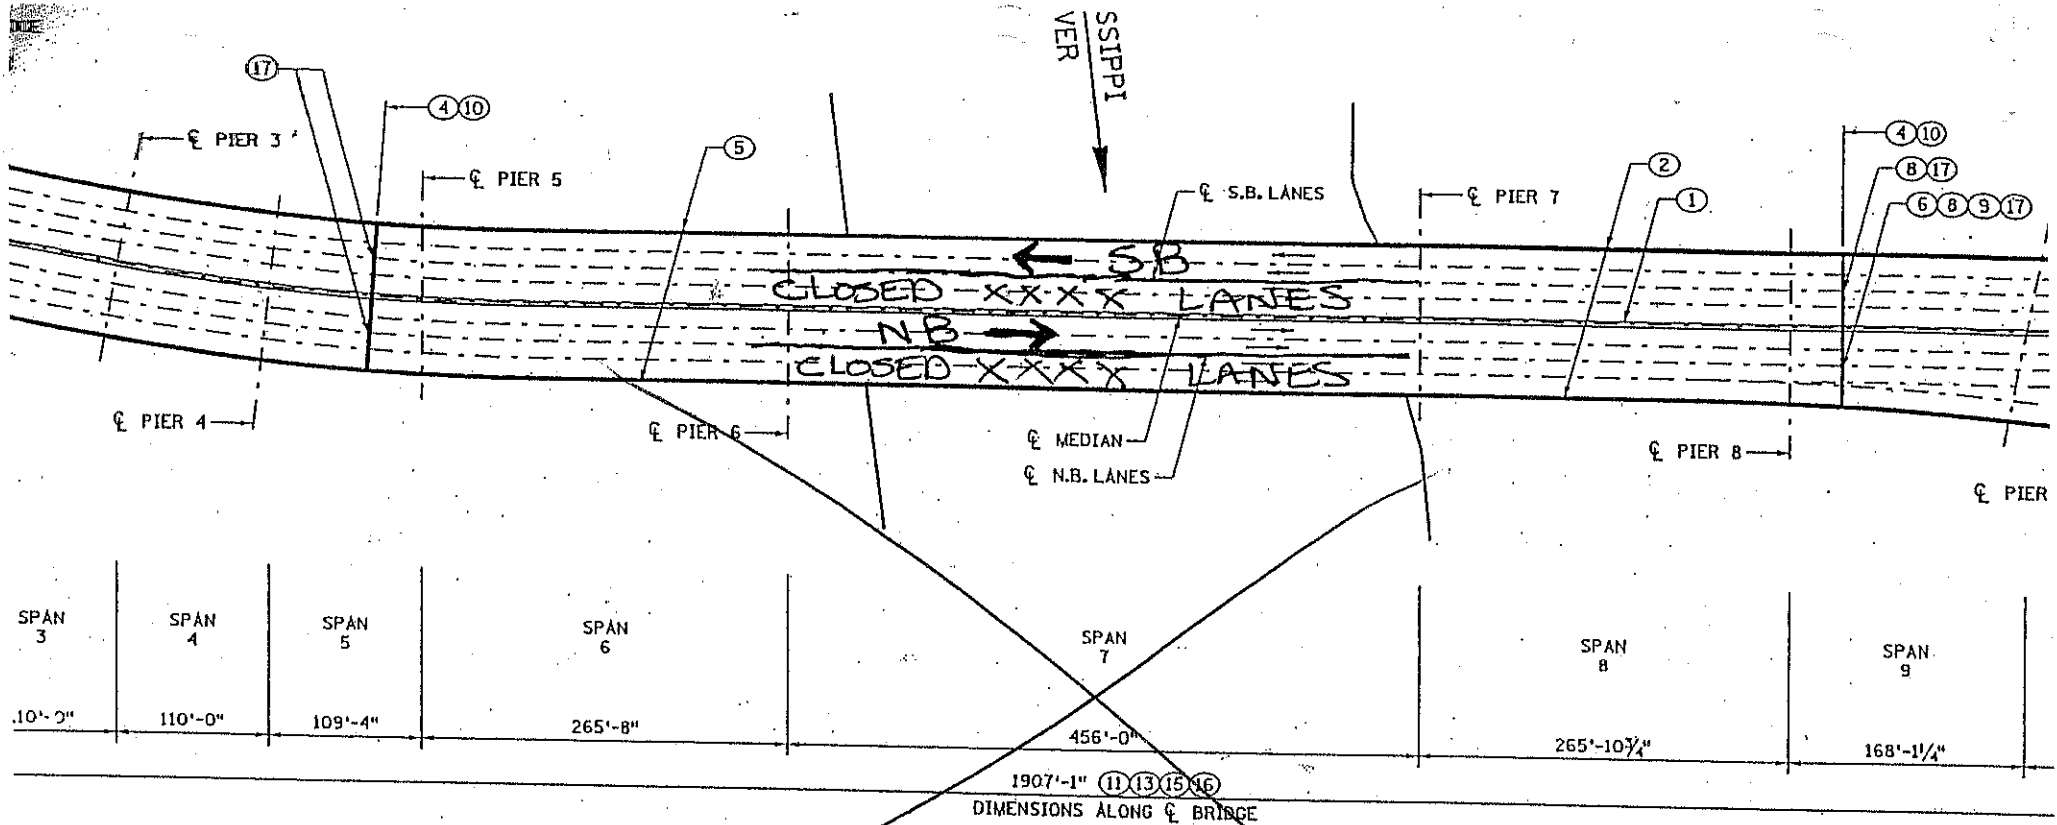 SSIPPI
VER
17
4 10
℄ PIER 3
5
℄ PIER 5
4 10
2
8 17
℄ S.B. LANES
℄ PIER 7
1
6 8 9 17
← S.B
CLOSED XXXX LANES
N.B →
CLOSED XXXX LANES
℄ PIER 4
℄ PIER 6
℄ MEDIAN
℄ N.B. LANES
℄ PIER 8
℄ PIER
SPAN
3
SPAN
4
SPAN
5
SPAN
6
SPAN
7
SPAN
8
SPAN
9
10'-0"
110'-0"
109'-4"
265'-8"
456'-0"
265'-10¾"
168'-1¼"
1907'-1" 11 13 15 16
DIMENSIONS ALONG ℄ BRIDGE